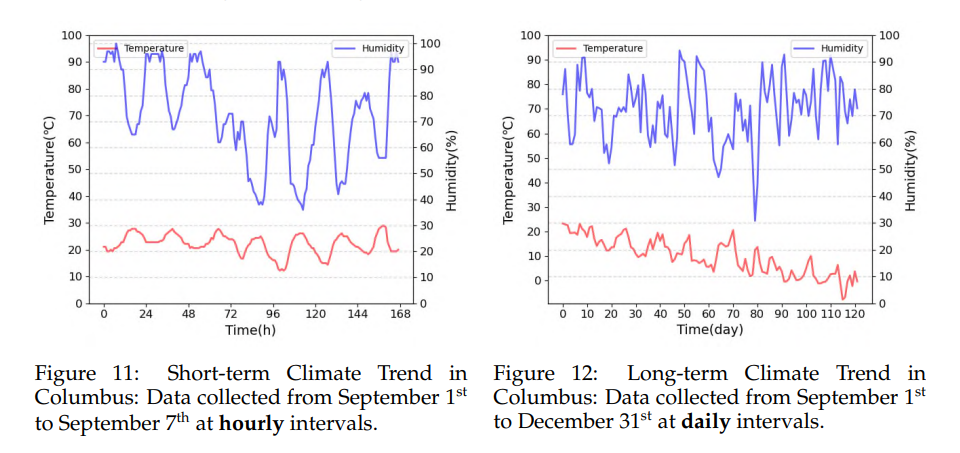 Temperature
Humidity
100
90
80
70
60
50
40
30
20
10
0
Temperature(°C)
100
90
80
70
60
50
40
30
20
10
0
Humidity(%)
0 24 48 72 96 120 144 168
Time(h)
Figure 11: Short-term Climate Trend in
Columbus: Data collected from September 1st
to September 7th at hourly intervals.
Temperature
Humidity
100
90
80
70
60
50
40
30
20
10
0
Temperature(°C)
100
90
80
70
60
50
40
30
20
10
0
Humidity(%)
0 10 20 30 40 50 60 70 80 90 100 110 120
Time(day)
Figure 12: Long-term Climate Trend in
Columbus: Data collected from September 1st
to December 31st at daily intervals.